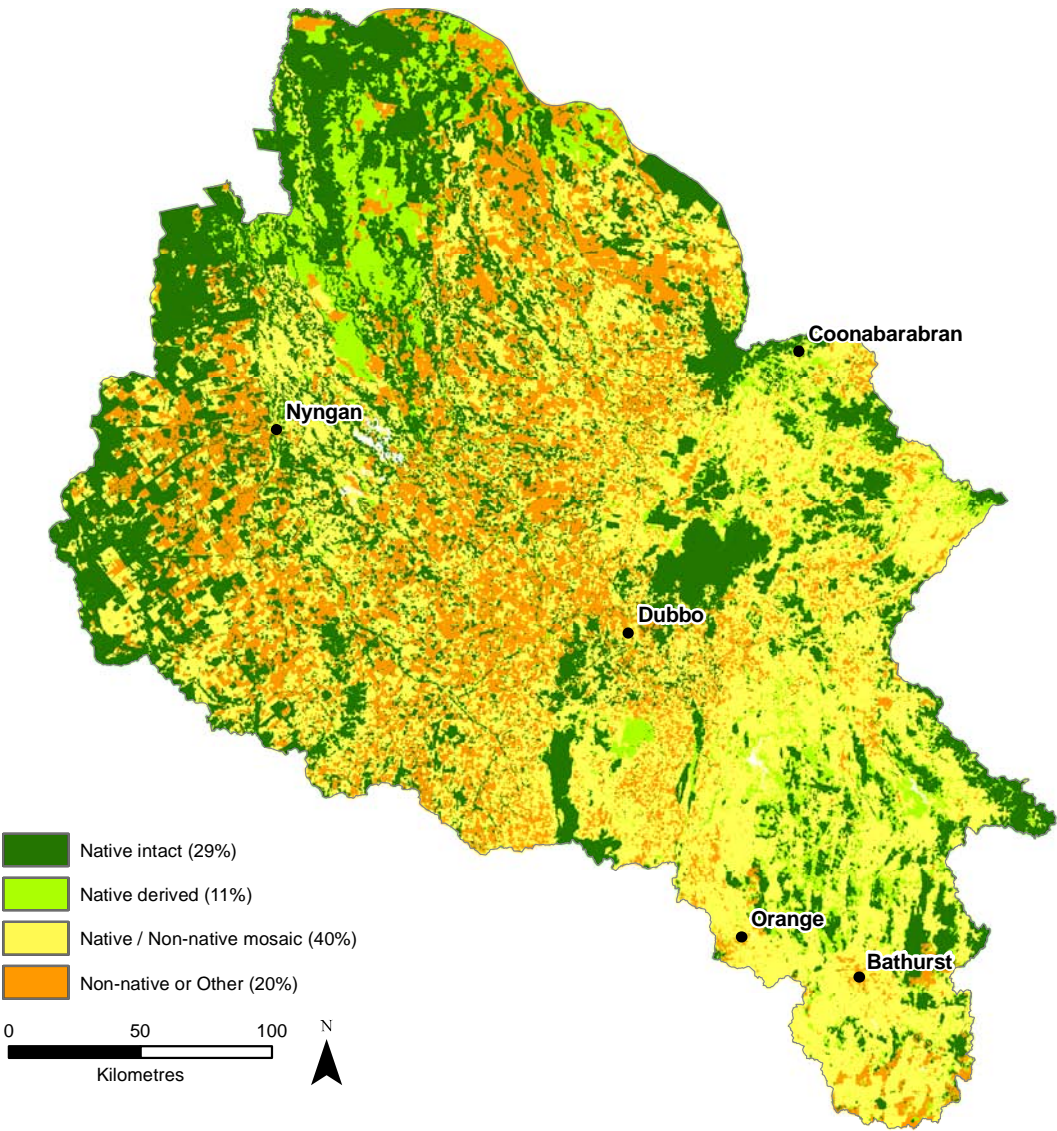 Coonabarabran
Nyngan
Dubbo
Native intact (29%)
Native derived (11%)
Native / Non-native mosaic (40%)
Orange
Bathurst
Non-native or Other (20%)
0 50 100 N
Kilometres